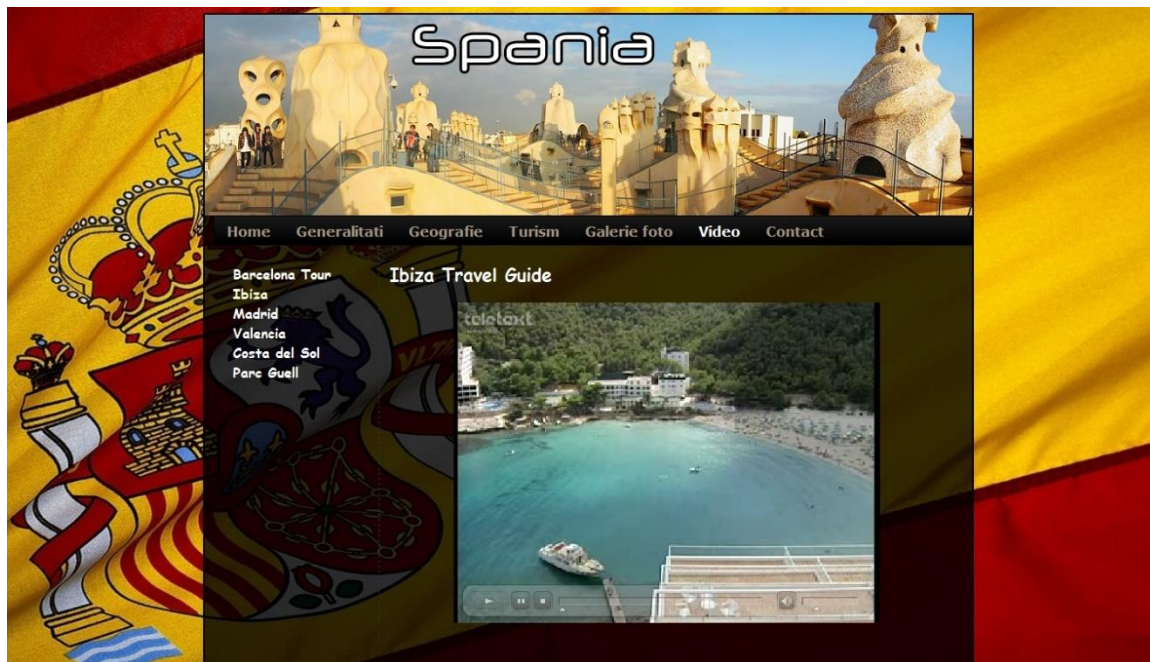 Spania
Home Generalitati Geografie Turism Galerie foto Video Contact
Barcelona Tour
Ibiza
Madrid
Valencia
Costa del Sol
Parc Guell
Ibiza Travel Guide
teletext